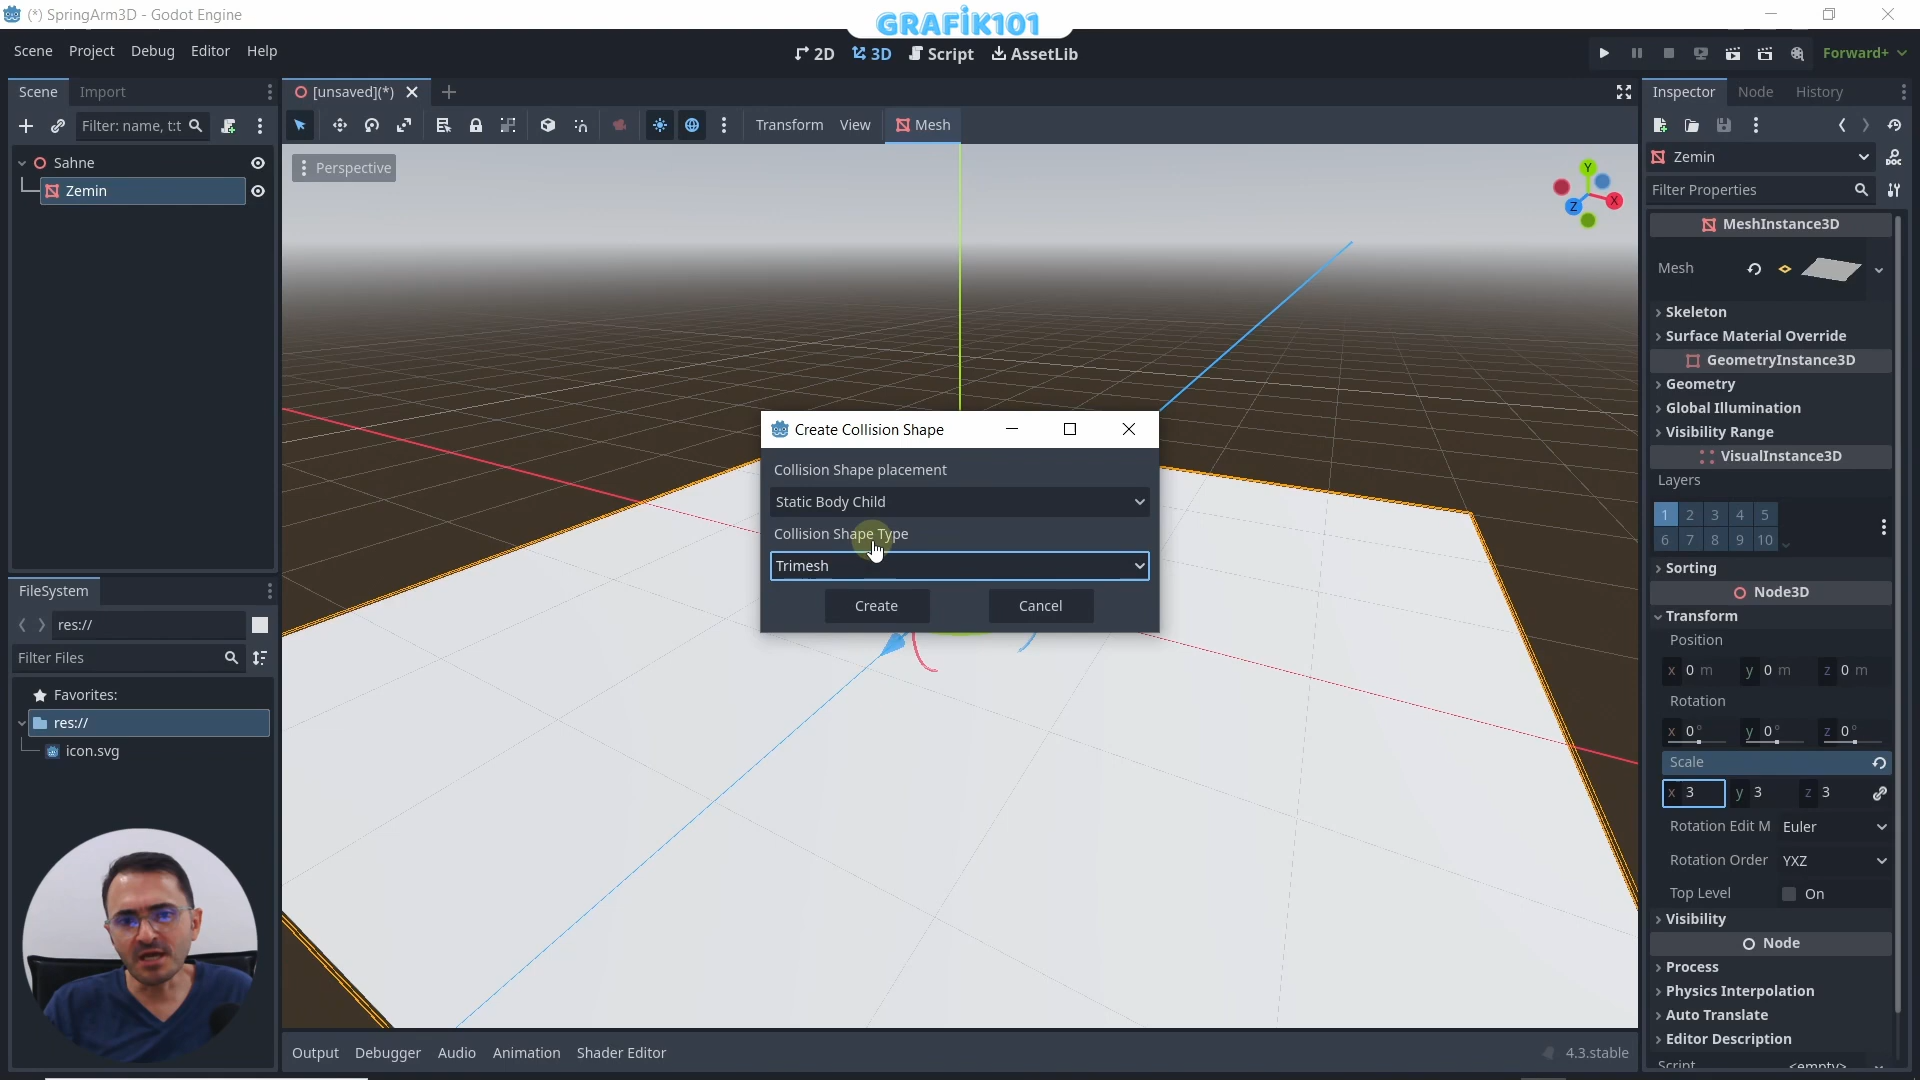 (*) SpringArm3D - Godot Engine
GRAFİK101
Scene Project Debug Editor Help
2D 3D Script AssetLib
Forward+
Scene Import
[unsaved](*)
Inspector Node History
Filter: name, t:t
Transform View Mesh
Sahne
Zemin
Perspective
Y
X
Z
Zemin
Filter Properties
MeshInstance3D
Mesh
Skeleton
Surface Material Override
GeometryInstance3D
Geometry
Global Illumination
Visibility Range
VisualInstance3D
Layers
1 2 3 4 5
6 7 8 9 10
Sorting
Node3D
Transform
Position
x 0 m y 0 m z 0 m
Rotation
x 0° y 0° z 0°
Scale
x 3 y 3 z 3
Rotation Edit M Euler
Rotation Order YXZ
Top Level On
Visibility
Node
Process
Physics Interpolation
Auto Translate
Editor Description
Script <empty>
Create Collision Shape
Collision Shape placement
Static Body Child
Collision Shape Type
Trimesh
Create Cancel
FileSystem
res://
Filter Files
Favorites:
res://
icon.svg
Output Debugger Audio Animation Shader Editor
4.3.stable